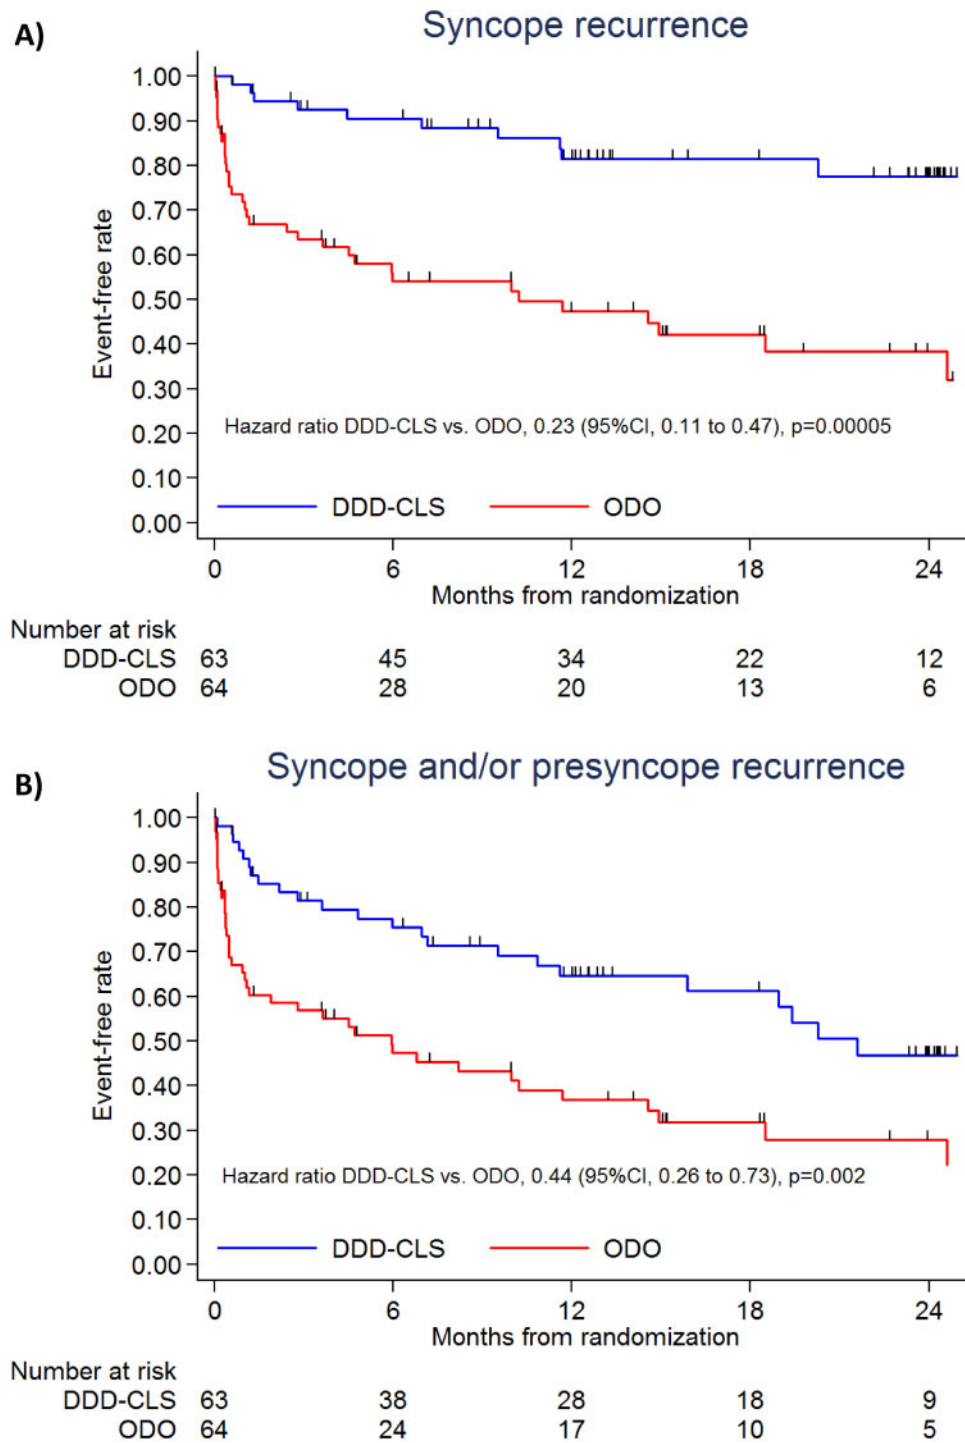 A)
Syncope recurrence
1.00
0.90
0.80
0.70
0.60
0.50
0.40
0.30
0.20
0.10
0.00
Event-free rate
Hazard ratio DDD-CLS vs. ODO, 0.23 (95%CI, 0.11 to 0.47), p=0.00005
DDD-CLS ODO
0 6 12 18 24
Months from randomization
Number at risk
DDD-CLS 63 45 34 22 12
ODO 64 28 20 13 6
B)
Syncope and/or presyncope recurrence
1.00
0.90
0.80
0.70
0.60
0.50
0.40
0.30
0.20
0.10
0.00
Event-free rate
Hazard ratio DDD-CLS vs. ODO, 0.44 (95%CI, 0.26 to 0.73), p=0.002
DDD-CLS ODO
0 6 12 18 24
Months from randomization
Number at risk
DDD-CLS 63 38 28 18 9
ODO 64 24 17 10 5